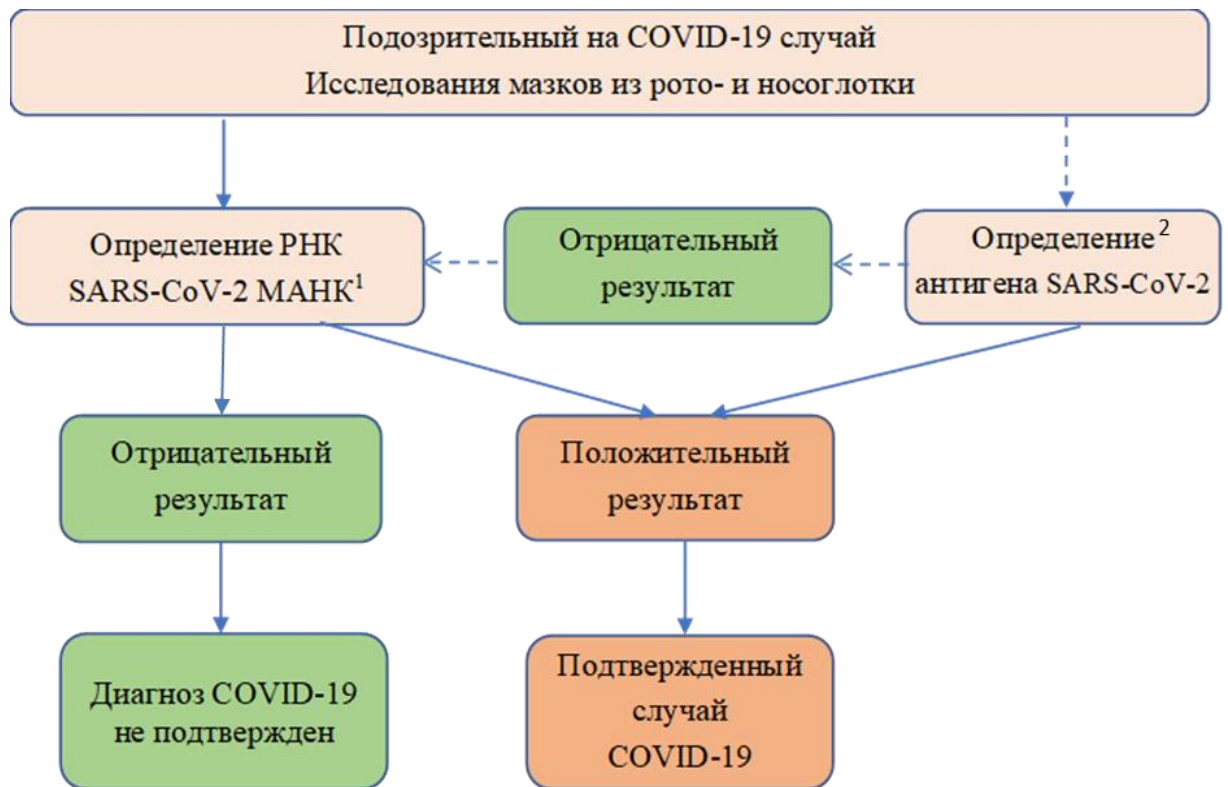 Подозрительный на COVID-19 случай
Исследования мазков из рото- и носоглотки
Определение РНК
SARS-CoV-2 МАНК¹
Отрицательный
результат
Определение²
антигена SARS-CoV-2
Отрицательный
результат
Положительный
результат
Диагноз COVID-19
не подтвержден
Подтвержденный
случай
COVID-19